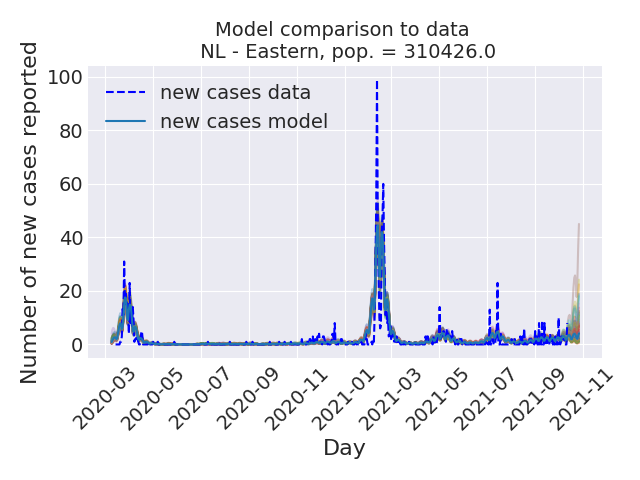 Model comparison to data
NL - Eastern, pop. = 310426.0
Number of new cases reported
100
80
60
40
20
0
new cases data
new cases model
2020-03
2020-05
2020-07
2020-09
2020-11
2021-01
2021-03
2021-05
2021-07
2021-09
2021-11
Day